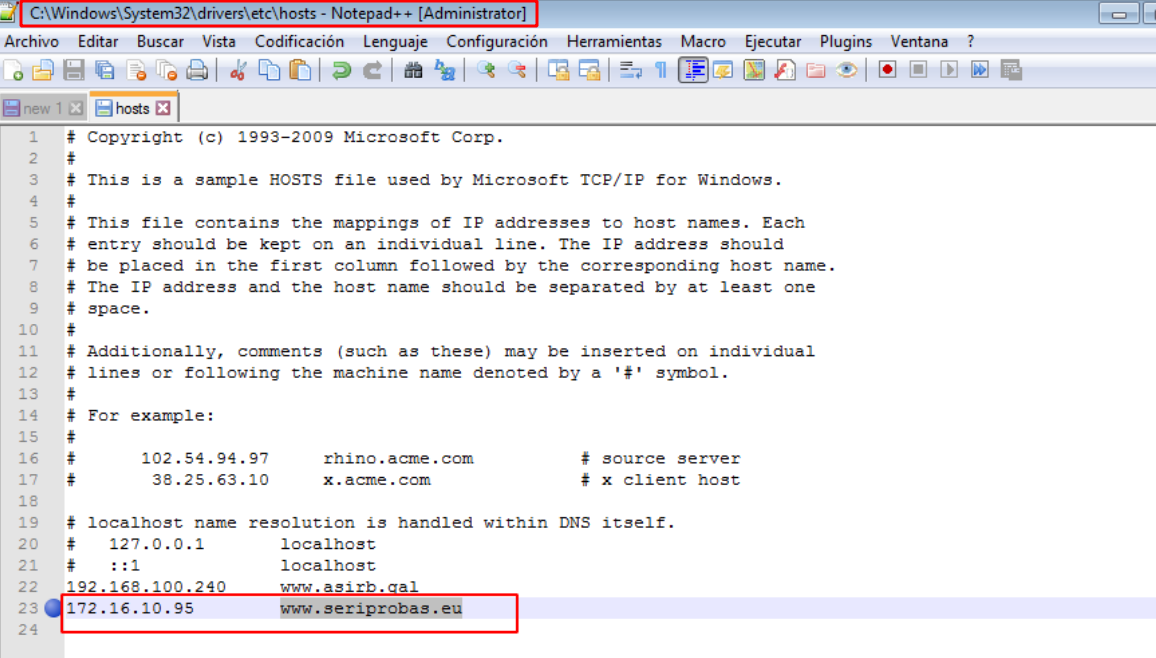 C:\Windows\System32\drivers\etc\hosts - Notepad++ [Administrator]
Archivo Editar Buscar Vista Codificación Lenguaje Configuración Herramientas Macro Ejecutar Plugins Ventana ?
new 1 hosts
1 # Copyright (c) 1993-2009 Microsoft Corp.
2 #
3 # This is a sample HOSTS file used by Microsoft TCP/IP for Windows.
4 #
5 # This file contains the mappings of IP addresses to host names. Each
6 # entry should be kept on an individual line. The IP address should
7 # be placed in the first column followed by the corresponding host name.
8 # The IP address and the host name should be separated by at least one
9 # space.
10 #
11 # Additionally, comments (such as these) may be inserted on individual
12 # lines or following the machine name denoted by a '#' symbol.
13 #
14 # For example:
15 #
16 # 102.54.94.97 rhino.acme.com # source server
17 # 38.25.63.10 x.acme.com # x client host
18
19 # localhost name resolution is handled within DNS itself.
20 # 127.0.0.1 localhost
21 # ::1 localhost
22 192.168.100.240 www.asirb.gal
23 172.16.10.95 www.seriprobas.eu
24